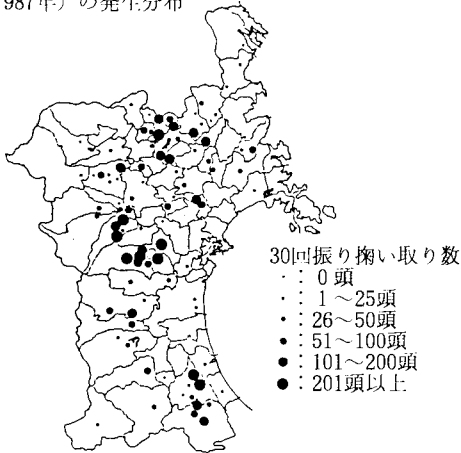 987年)の発生分布
30回振り掬い取り数
・：0頭
・：1～25頭
・：26～50頭
●：51～100頭
●：101～200頭
●：201頭以上